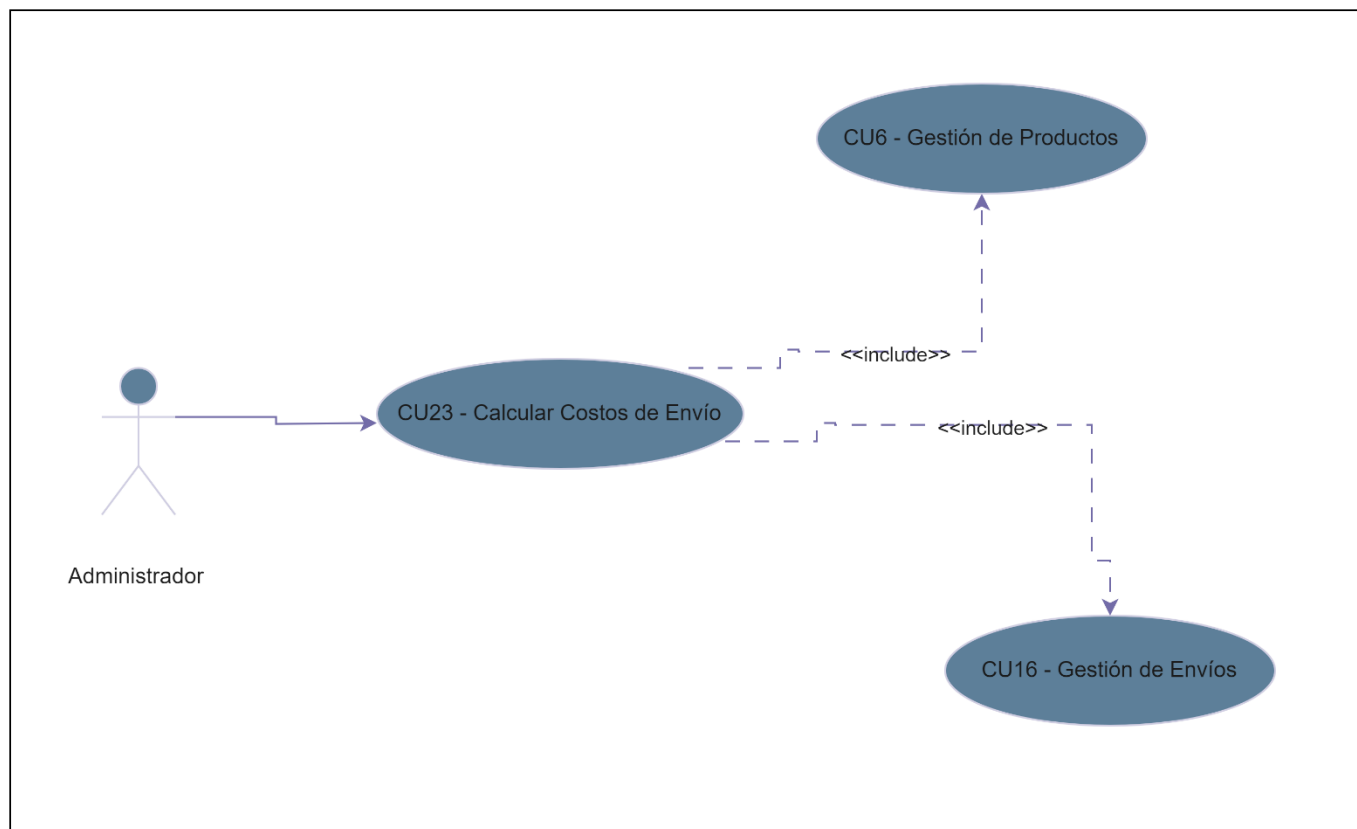 CU6 - Gestión de Productos
<<include>>
CU23 - Calcular Costos de Envío
<<include>>
Administrador
CU16 - Gestión de Envíos